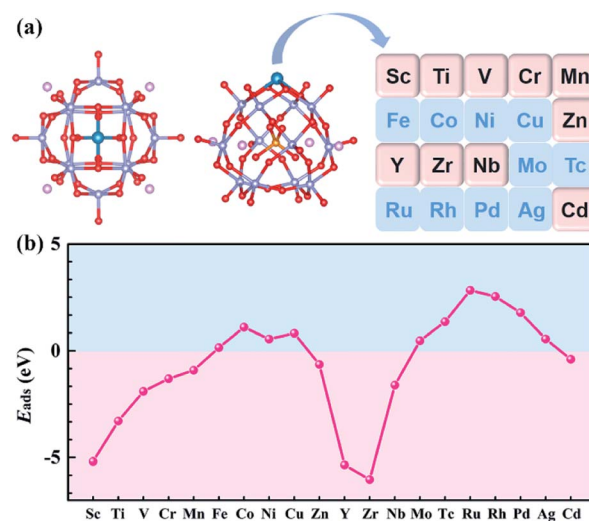 (a)
Sc Ti V Cr Mn
Fe Co Ni Cu Zn
Y Zr Nb Mo Tc
Ru Rh Pd Ag Cd
(b)
5
0
-5
E_ads (eV)
Sc Ti V Cr Mn Fe Co Ni Cu Zn Y Zr Nb Mo Tc Ru Rh Pd Ag Cd